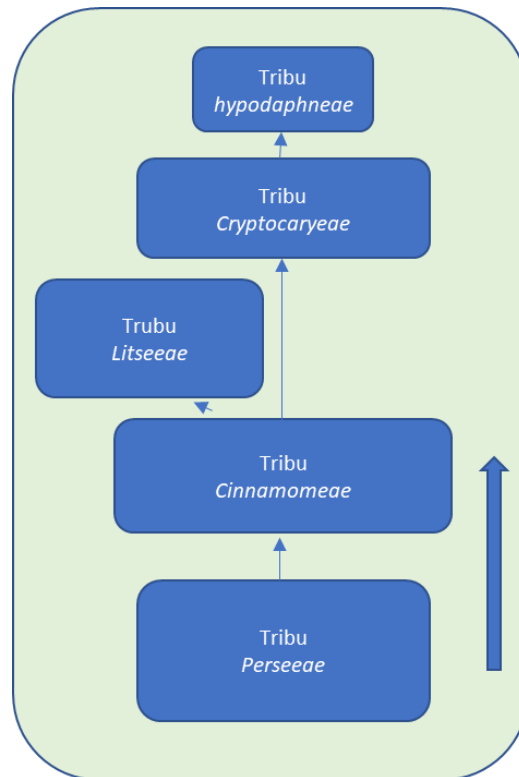 Tribu
hypodaphneae
Tribu
Cryptocaryeae
Trubu
Litseeae
Tribu
Cinnamomeae
Tribu
Perseeae